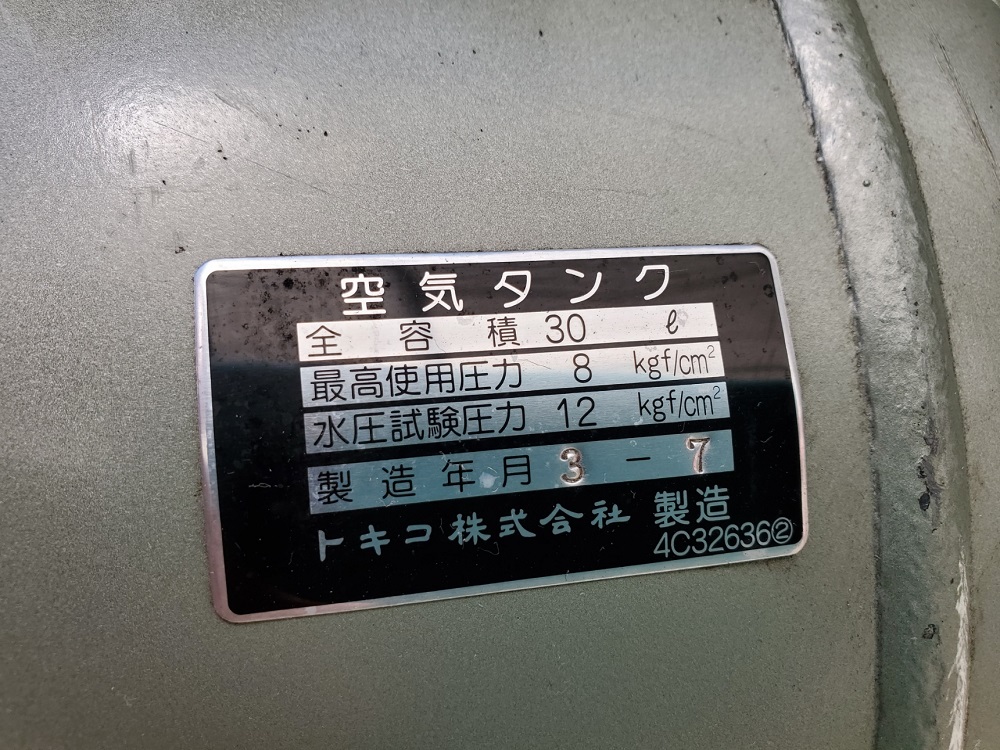 空気タンク
全容積 30 ℓ
最高使用圧力 8 kgf/cm²
水圧試験圧力 12 kgf/cm²
製造年月 3 - 7
トキコ株式会社 製造
4C32636②